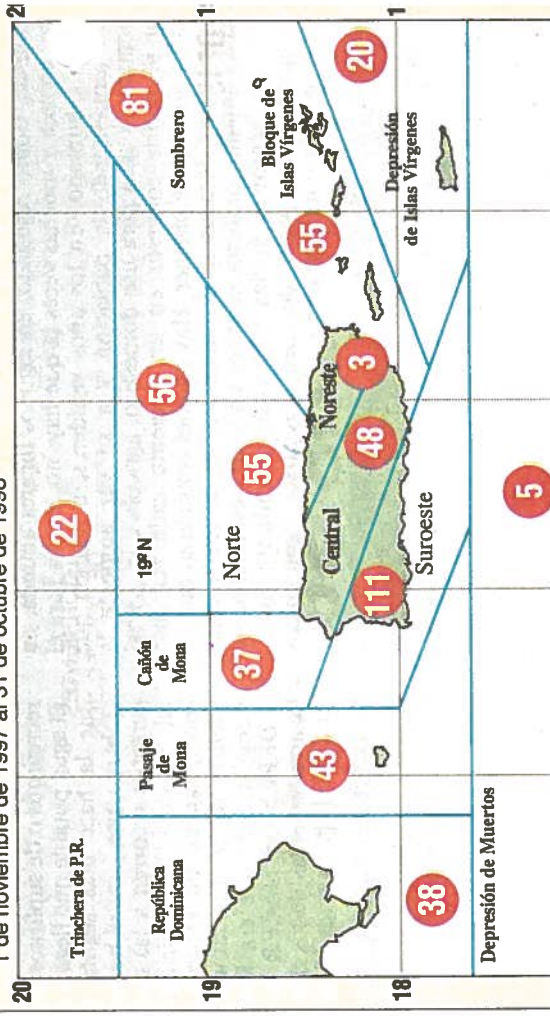 1 de noviembre de 1997 al 31 de octubre de 1998
20
Trinchera de P.R.
22
81
Sombrero
República
Dominicana
Pasaje
de
Mona
Cañón
de
Mona
19º N
56
19
1
37
Norte
55
55
Bloque de
Islas Vírgenes
20
43
Central
Noreste
3
48
111
18
1
38
Suroeste
Depresión
de Islas Vírgenes
Depresión de Muertos
5